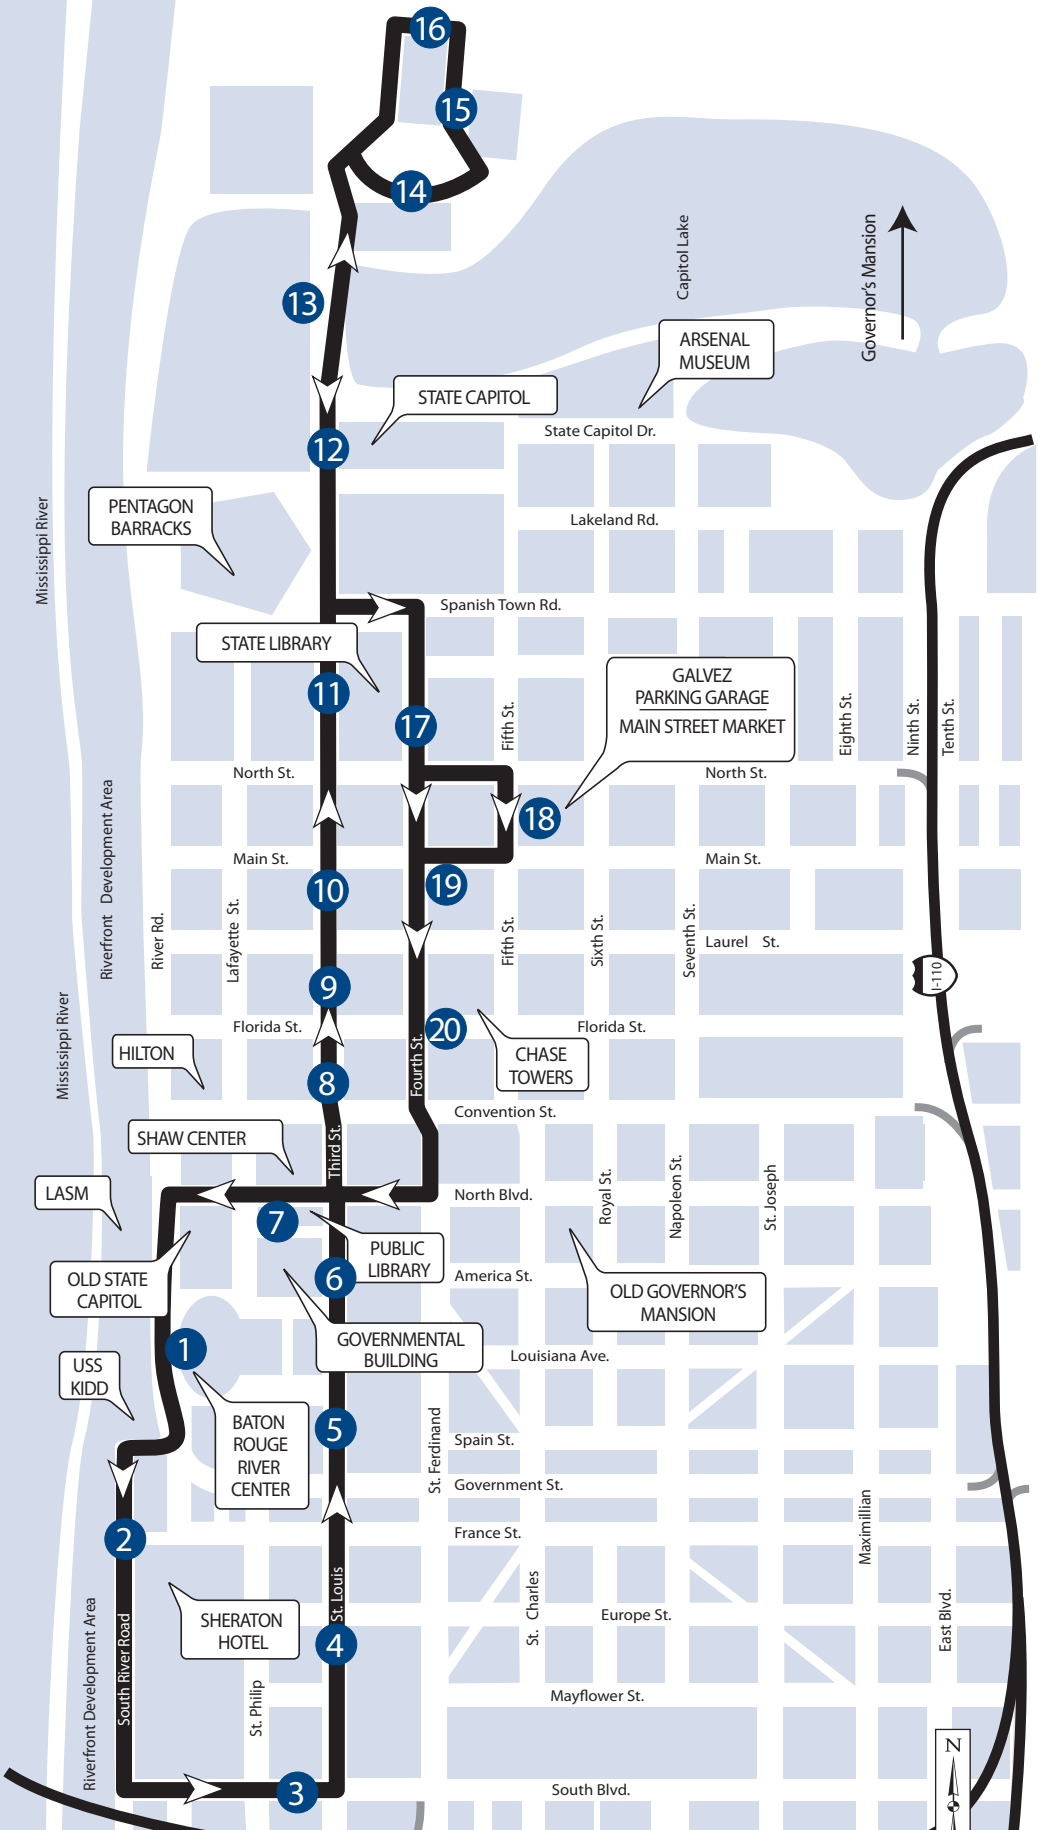 16
15
14
13
Capitol Lake
Governor's Mansion
ARSENAL
MUSEUM
STATE CAPITOL
State Capitol Dr.
12
PENTAGON
BARRACKS
Mississippi River
Lakeland Rd.
Spanish Town Rd.
STATE LIBRARY
11
17
GALVEZ
PARKING GARAGE
MAIN STREET MARKET
Fifth St.
Eighth St.
Ninth St.
Tenth St.
North St.
North St.
18
Main St.
Main St.
10
19
Riverfront Development Area
River Rd.
Lafayette St.
Fifth St.
Sixth St.
Seventh St.
Laurel St.
I-110
9
Mississippi River
Florida St.
20
Florida St.
HILTON
CHASE
TOWERS
8
Fourth St.
Convention St.
SHAW CENTER
Third St.
LASM
North Blvd.
Royal St.
Napoleon St.
St. Joseph
7
PUBLIC
LIBRARY
OLD STATE
CAPITOL
6
America St.
OLD GOVERNOR'S
MANSION
1
GOVERNMENTAL
BUILDING
Louisiana Ave.
USS
KIDD
BATON
ROUGE
RIVER
CENTER
5
St. Ferdinand
Spain St.
Government St.
2
France St.
Maximillian
SHERATON
HOTEL
St. Louis
St. Charles
Europe St.
East Blvd.
4
Riverfront Development Area
South River Road
St. Philip
Mayflower St.
3
South Blvd.
N